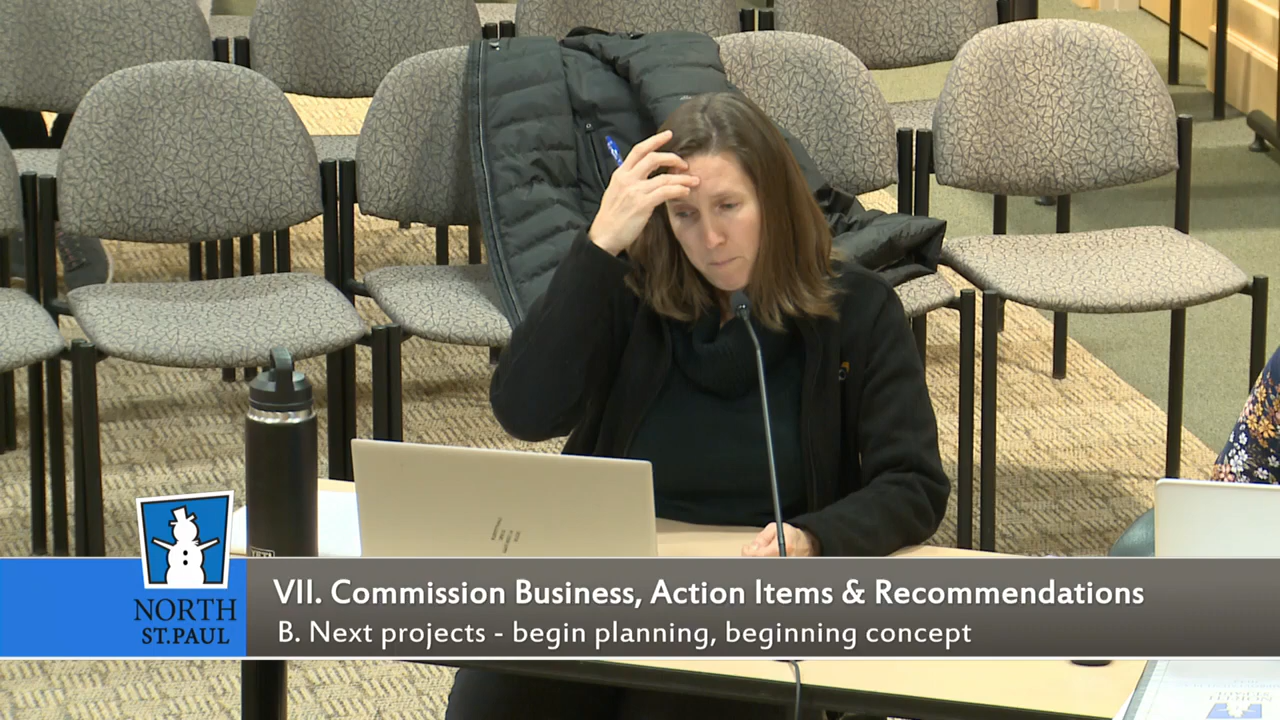 VII. Commission Business, Action Items & Recommendations
B. Next projects - begin planning, beginning concept
NORTH
ST. PAUL